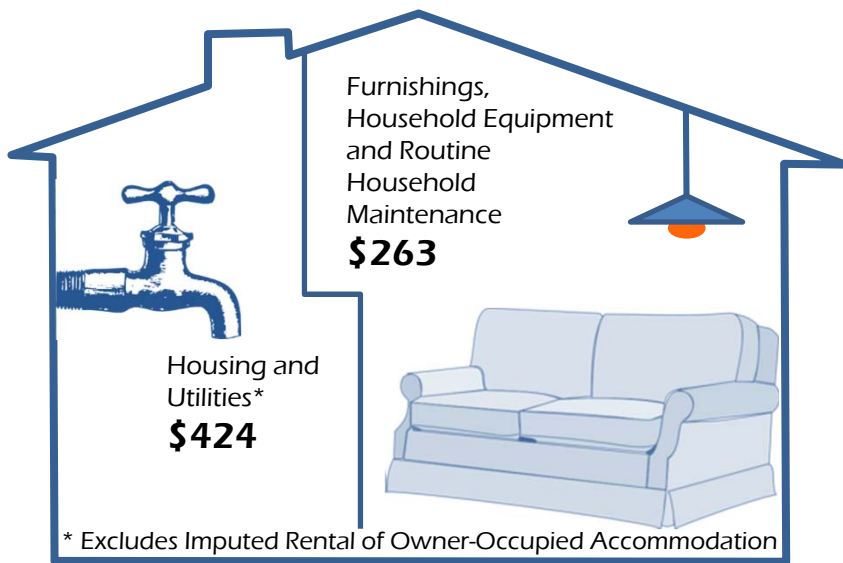 Furnishings,
Household Equipment
and Routine
Household
Maintenance
$263
Housing and
Utilities*
$424
* Excludes Imputed Rental of Owner-Occupied Accommodation